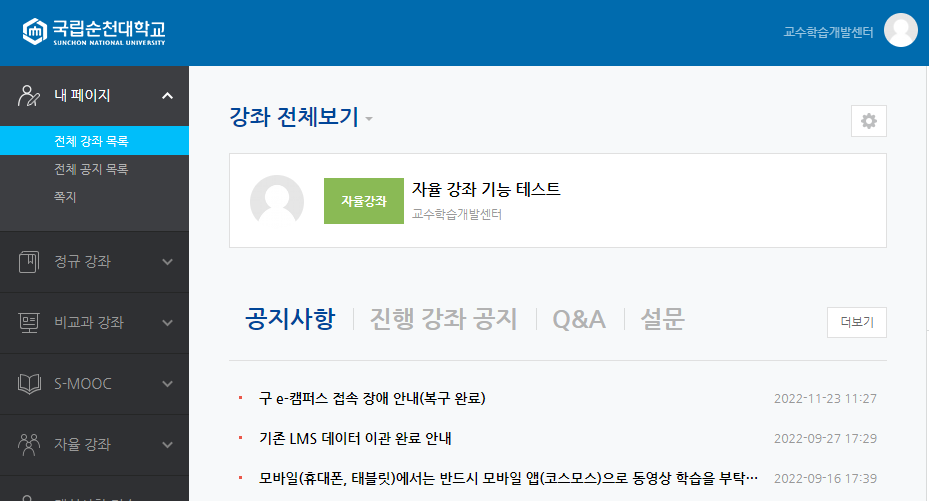 국립순천대학교
SUNCHON NATIONAL UNIVERSITY
교수학습개발센터
내 페이지
전체 강좌 목록
전체 공지 목록
쪽지
정규 강좌
비교과 강좌
S-MOOC
자율 강좌
강좌 전체보기
자율강좌
자율 강좌 기능 테스트
교수학습개발센터
공지사항 진행 강좌 공지 Q&A 설문
더보기
구 e-캠퍼스 접속 장애 안내(복구 완료) 2022-11-23 11:27
기존 LMS 데이터 이관 완료 안내 2022-09-27 17:29
모바일(휴대폰, 태블릿)에서는 반드시 모바일 앱(코스모스)으로 동영상 학습을 부탁··· 2022-09-16 17:39